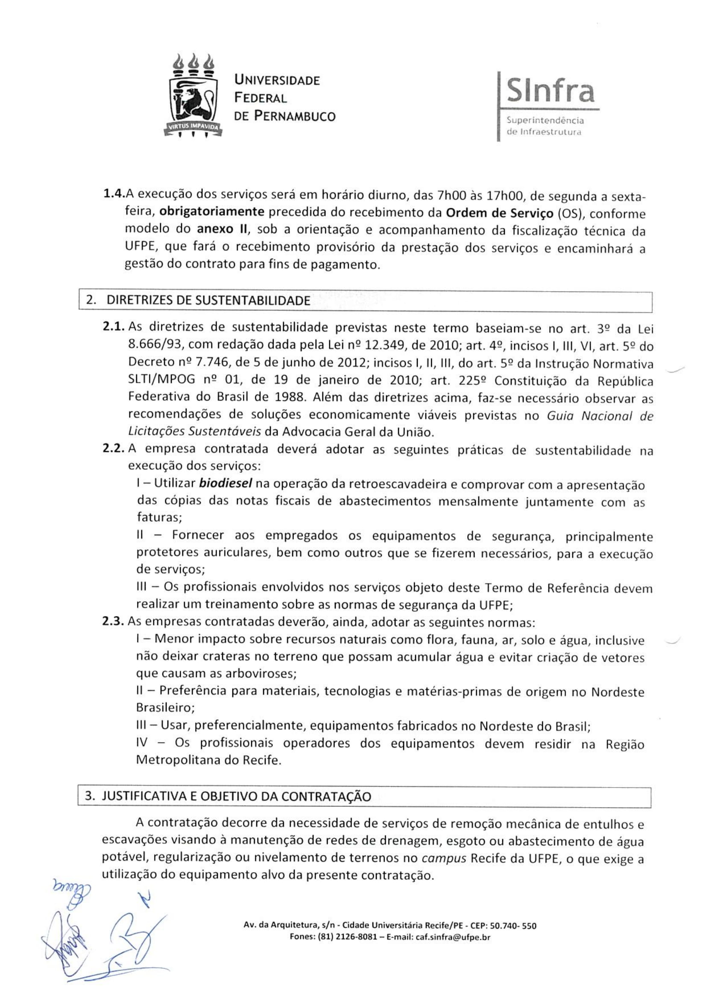 UNIVERSIDADE
FEDERAL
DE PERNAMBUCO
VIRTUS IMPAVIDA
SInfra
Superintendência
de Infraestrutura
1.4.A execução dos serviços será em horário diurno, das 7h00 às 17h00, de segunda a sexta-
feira, obrigatoriamente precedida do recebimento da Ordem de Serviço (OS), conforme
modelo do anexo II, sob a orientação e acompanhamento da fiscalização técnica da
UFPE, que fará o recebimento provisório da prestação dos serviços e encaminhará a
gestão do contrato para fins de pagamento.
2. DIRETRIZES DE SUSTENTABILIDADE
2.1. As diretrizes de sustentabilidade previstas neste termo baseiam-se no art. 3º da Lei
8.666/93, com redação dada pela Lei nº 12.349, de 2010; art. 4º, incisos I, III, VI, art. 5º do
Decreto nº 7.746, de 5 de junho de 2012; incisos I, II, III, do art. 5º da Instrução Normativa
SLTI/MPOG nº 01, de 19 de janeiro de 2010; art. 225º Constituição da República
Federativa do Brasil de 1988. Além das diretrizes acima, faz-se necessário observar as
recomendações de soluções economicamente viáveis previstas no Guia Nacional de
Licitações Sustentáveis da Advocacia Geral da União.
2.2. A empresa contratada deverá adotar as seguintes práticas de sustentabilidade na
execução dos serviços:
I – Utilizar biodiesel na operação da retroescavadeira e comprovar com a apresentação
das cópias das notas fiscais de abastecimentos mensalmente juntamente com as
faturas;
II – Fornecer aos empregados os equipamentos de segurança, principalmente
protetores auriculares, bem como outros que se fizerem necessários, para a execução
de serviços;
III – Os profissionais envolvidos nos serviços objeto deste Termo de Referência devem
realizar um treinamento sobre as normas de segurança da UFPE;
2.3. As empresas contratadas deverão, ainda, adotar as seguintes normas:
I – Menor impacto sobre recursos naturais como flora, fauna, ar, solo e água, inclusive
não deixar crateras no terreno que possam acumular água e evitar criação de vetores
que causam as arboviroses;
II – Preferência para materiais, tecnologias e matérias-primas de origem no Nordeste
Brasileiro;
III – Usar, preferencialmente, equipamentos fabricados no Nordeste do Brasil;
IV – Os profissionais operadores dos equipamentos devem residir na Região
Metropolitana do Recife.
3. JUSTIFICATIVA E OBJETIVO DA CONTRATAÇÃO
A contratação decorre da necessidade de serviços de remoção mecânica de entulhos e
escavações visando à manutenção de redes de drenagem, esgoto ou abastecimento de água
potável, regularização ou nivelamento de terrenos no campus Recife da UFPE, o que exige a
utilização do equipamento alvo da presente contratação.
Av. da Arquitetura, s/n - Cidade Universitária Recife/PE - CEP: 50.740- 550
Fones: (81) 2126-8081 – E-mail: caf.sinfra@ufpe.br